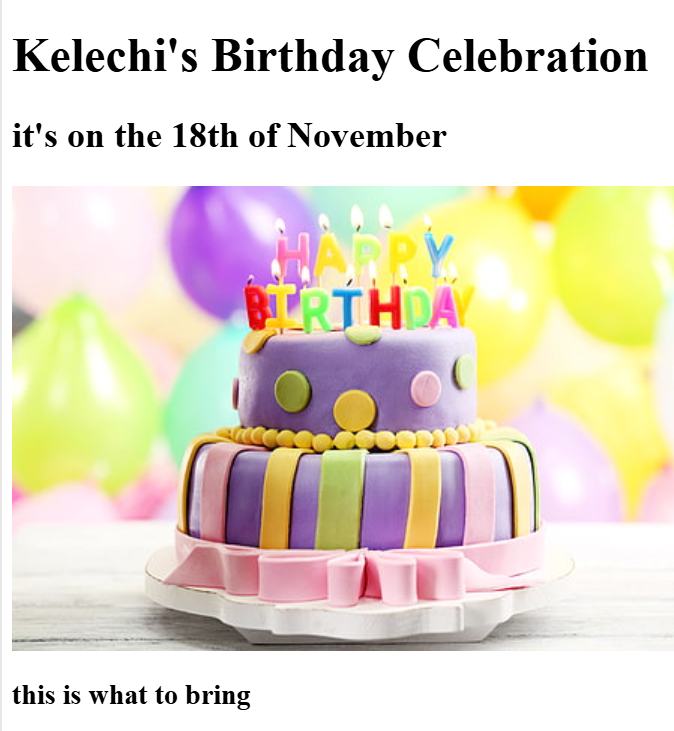 Kelechi's Birthday Celebration
it's on the 18th of November
HAPPY
BIRTHDAY
this is what to bring